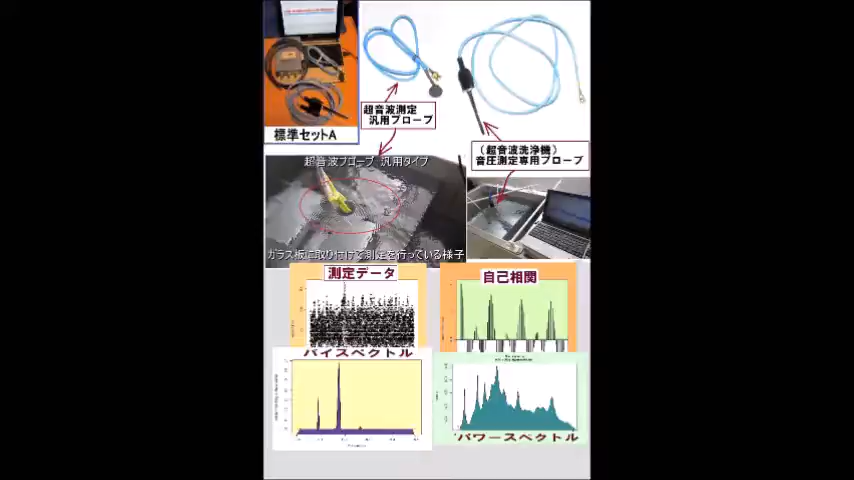 標準セットA
超音波測定
汎用プローブ
(超音波洗浄機)
音圧測定専用プローブ
超音波プローブ 汎用タイプ
ガラス板に取り付けて測定を行っている様子
測定データ
自己相関
バイスペクトル
パワースペクトル